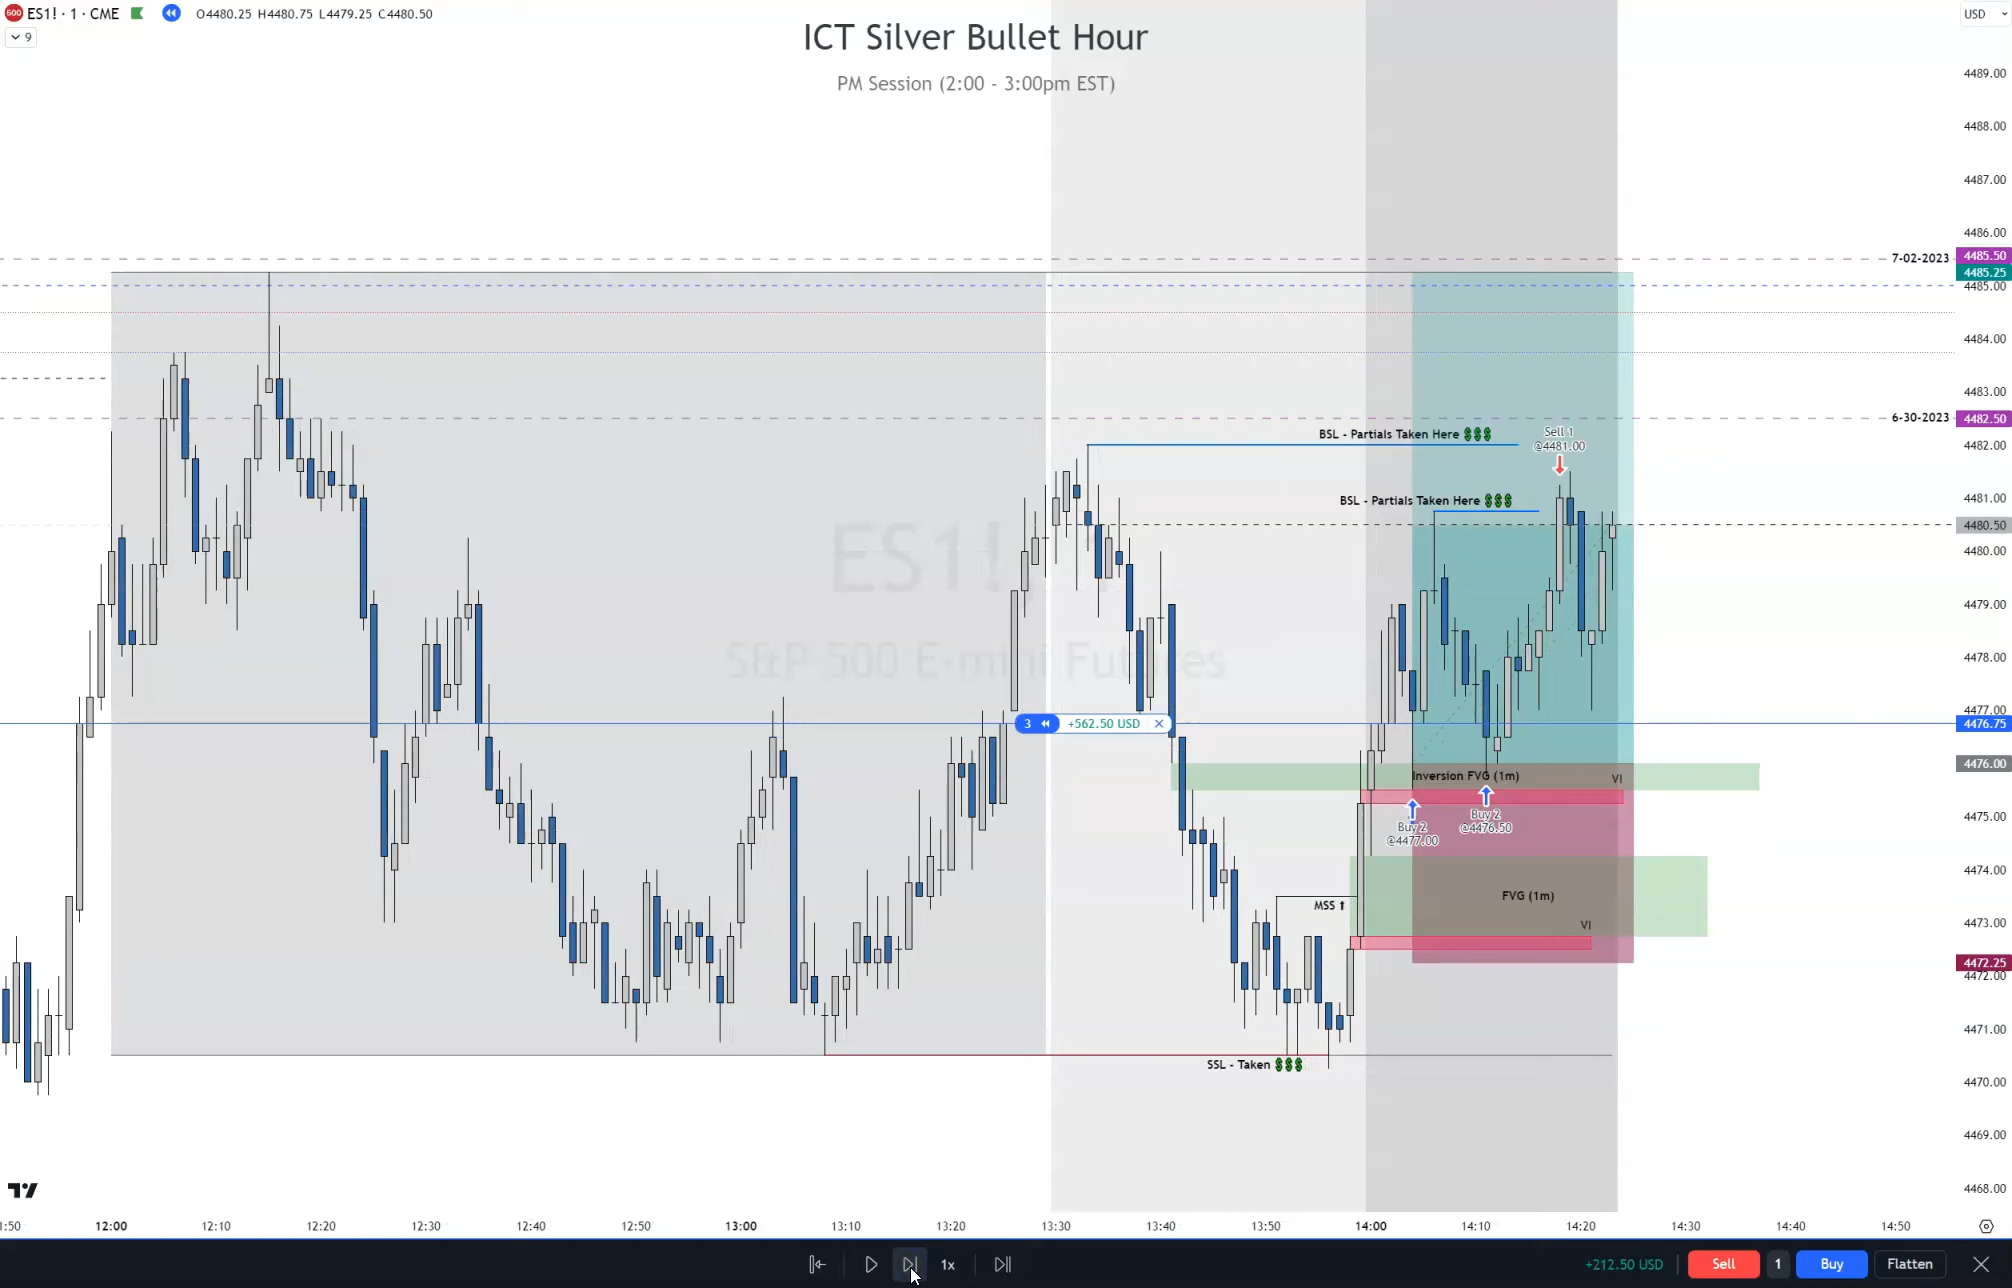 500 ES1! · 1 · CME O4480.25 H4480.75 L4479.25 C4480.50 USD
9
ICT Silver Bullet Hour
PM Session (2:00 - 3:00pm EST)
4489.00
4488.00
4487.00
4486.00
7-02-2023 4485.50
4485.25
4485.00
4484.00
4483.00
6-30-2023 4482.50
BSL - Partials Taken Here $$$
Sell 1
@4481.00
4482.00
BSL - Partials Taken Here $$$
4481.00
4480.50
ES1!, 1
4480.00
4479.00
S&P 500 E-mini Futures
4478.00
4477.00
3 +562.50 USD
4476.75
4476.00
Inversion FVG (1m)
VI
Buy 2
@4477.00
Buy 2
@4476.50
4475.00
4474.00
FVG (1m)
MSS
VI
4473.00
4472.25
4472.00
4471.00
SSL - Taken $$$
4470.00
4469.00
4468.00
1:50 12:00 12:10 12:20 12:30 12:40 12:50 13:00 13:10 13:20 13:30 13:40 13:50 14:00 14:10 14:20 14:30 14:40 14:50
1x +212.50 USD Sell 1 Buy Flatten